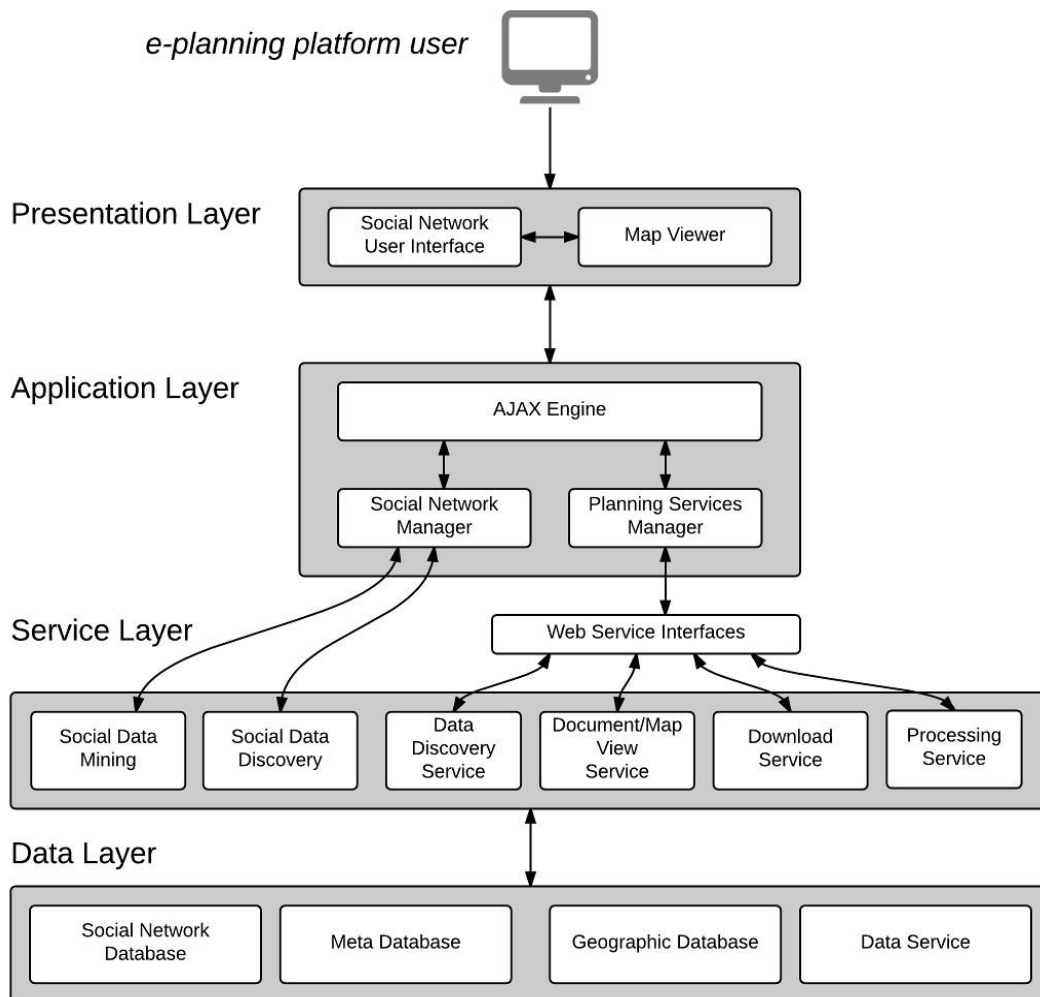 e-planning platform user
Presentation Layer
Social Network
User Interface
Map Viewer
Application Layer
AJAX Engine
Social Network
Manager
Planning Services
Manager
Service Layer
Web Service Interfaces
Social Data
Mining
Social Data
Discovery
Data
Discovery
Service
Document/Map
View
Service
Download
Service
Processing
Service
Data Layer
Social Network
Database
Meta Database
Geographic Database
Data Service